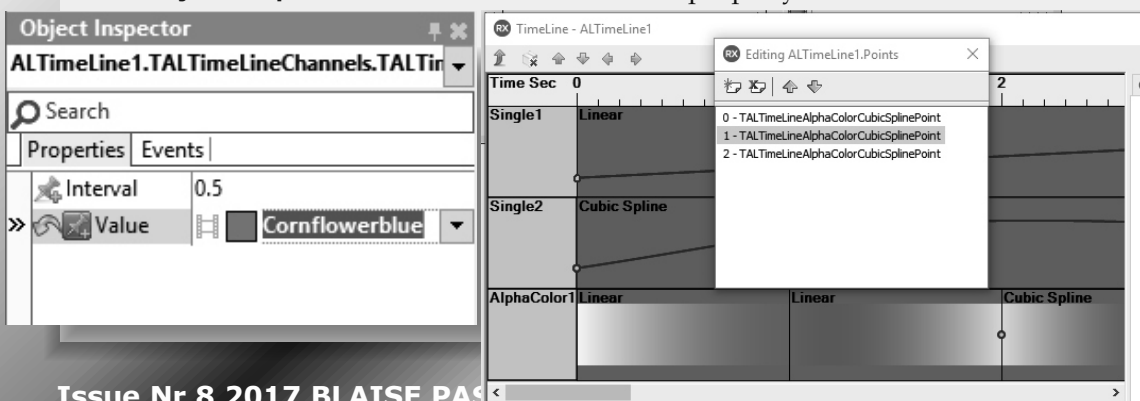 Object Inspector
ALTimeLine1.TALTimeLineChannels.TALTin
Search
Properties Events
Interval 0.5
Value Cornflowerblue
TimeLine - ALTimeLine1
Time Sec 0 2
Single1 Linear
Single2 Cubic Spline
AlphaColor1 Linear Linear Cubic Spline
Editing ALTimeLine1.Points
0 - TALTimeLineAlphaColorCubicSplinePoint
1 - TALTimeLineAlphaColorCubicSplinePoint
2 - TALTimeLineAlphaColorCubicSplinePoint
Issue Nr 8 2017 BLAISE PAS